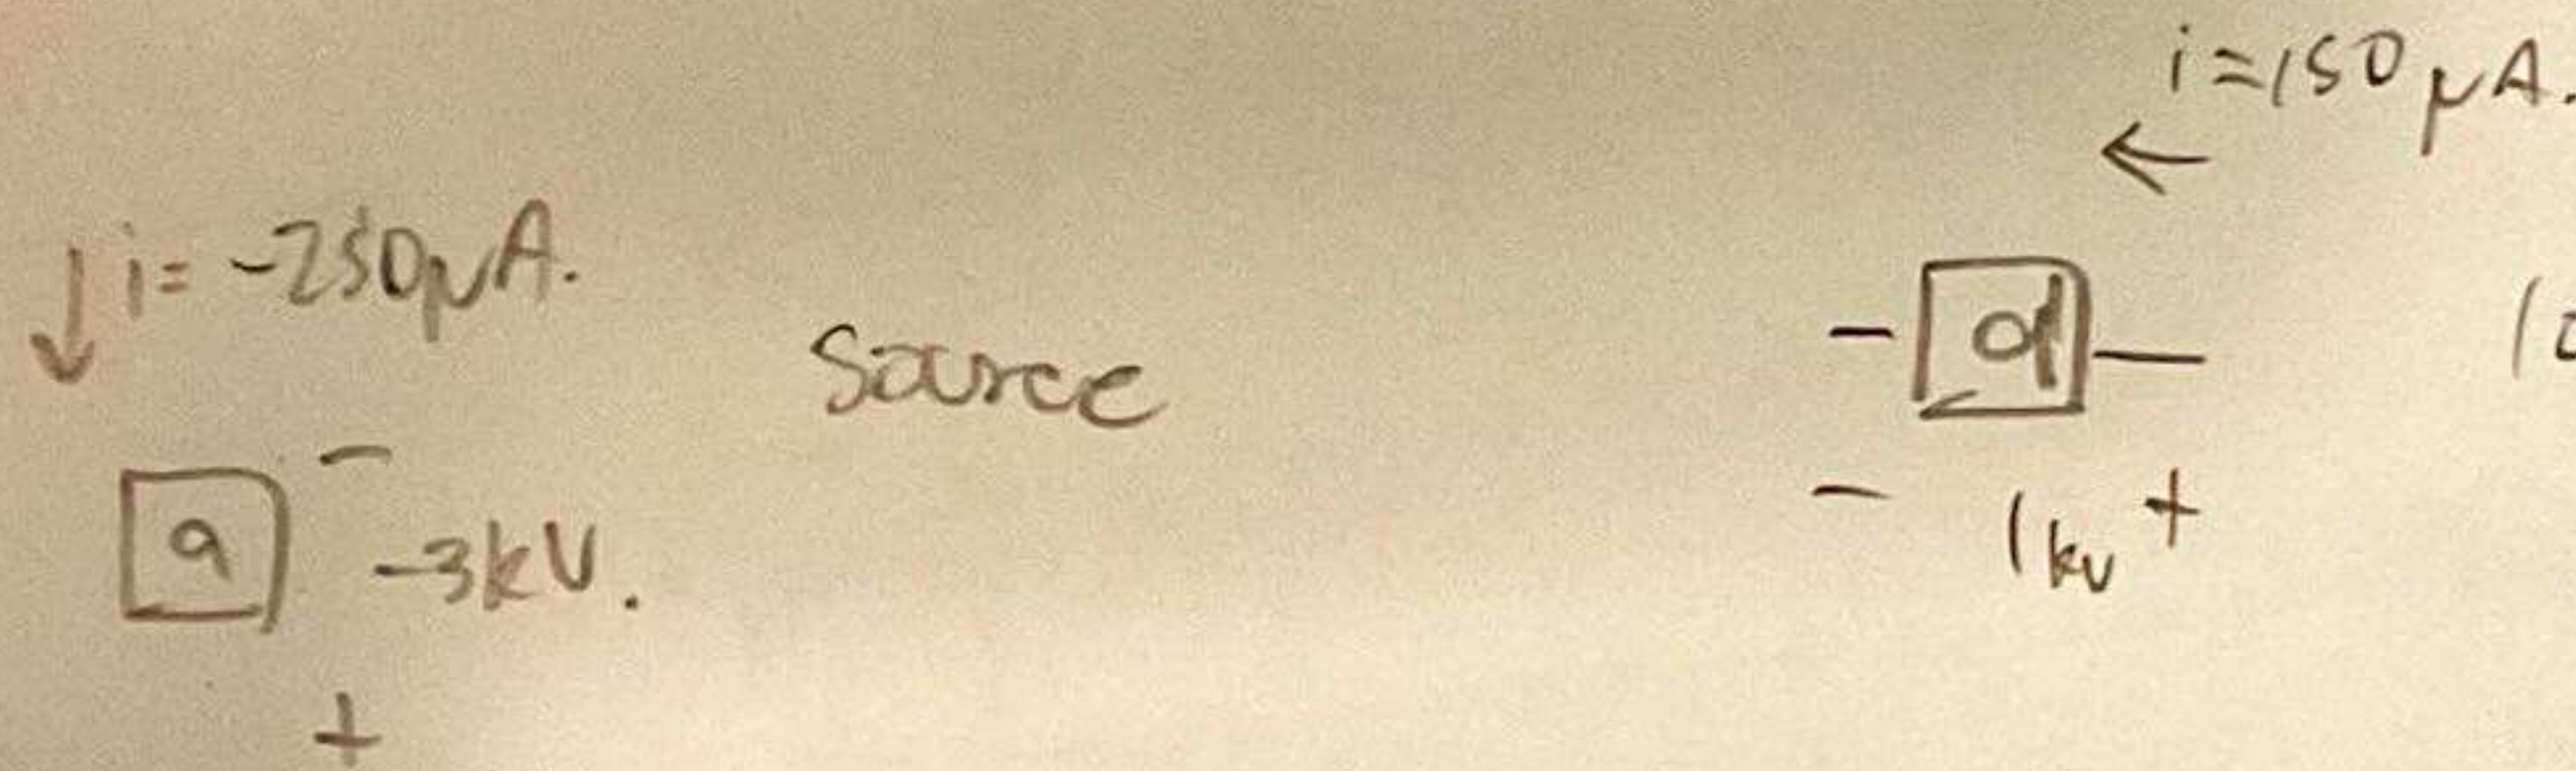 i=150μA.
←
↓ i= -250μA.
Source
- d —
a -
- 1kv +
-3kV.
+